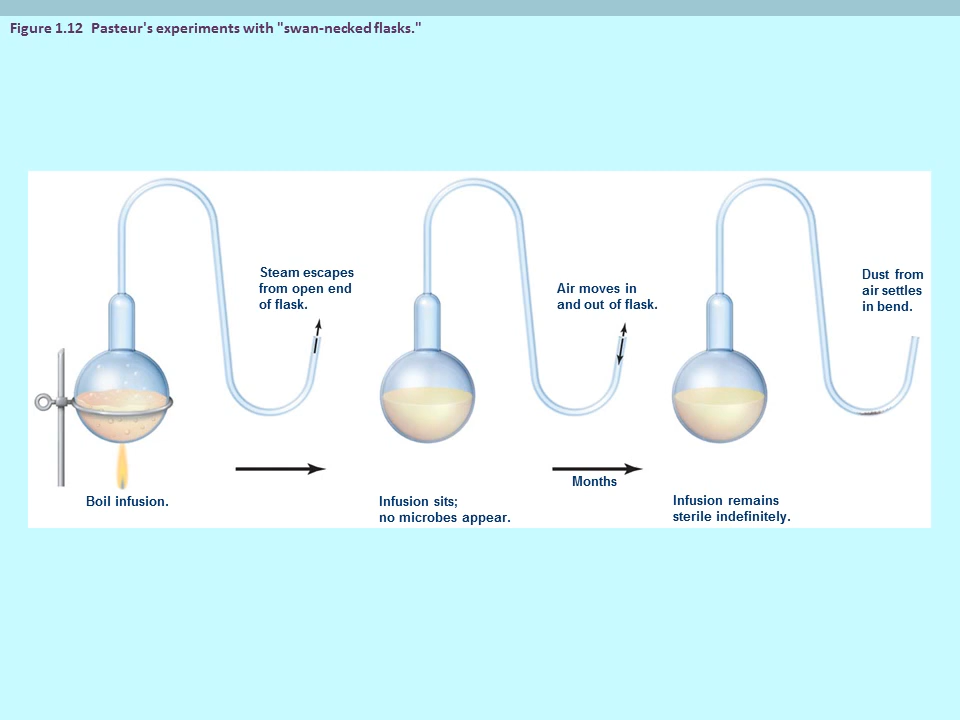 Figure 1.12  Pasteur's experiments with "swan-necked flasks."
Steam escapes
from open end
of flask.
Boil infusion.
Air moves in
and out of flask.
Infusion sits;
no microbes appear.
Months
Dust from
air settles
in bend.
Infusion remains
sterile indefinitely.